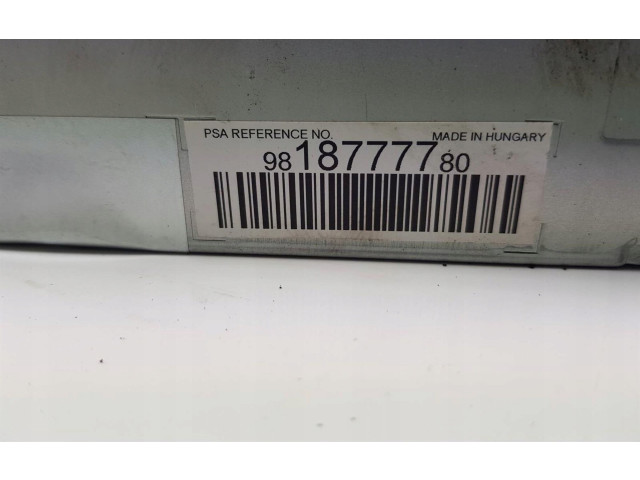 PSA REFERENCE NO. MADE IN HUNGARY
9818777780